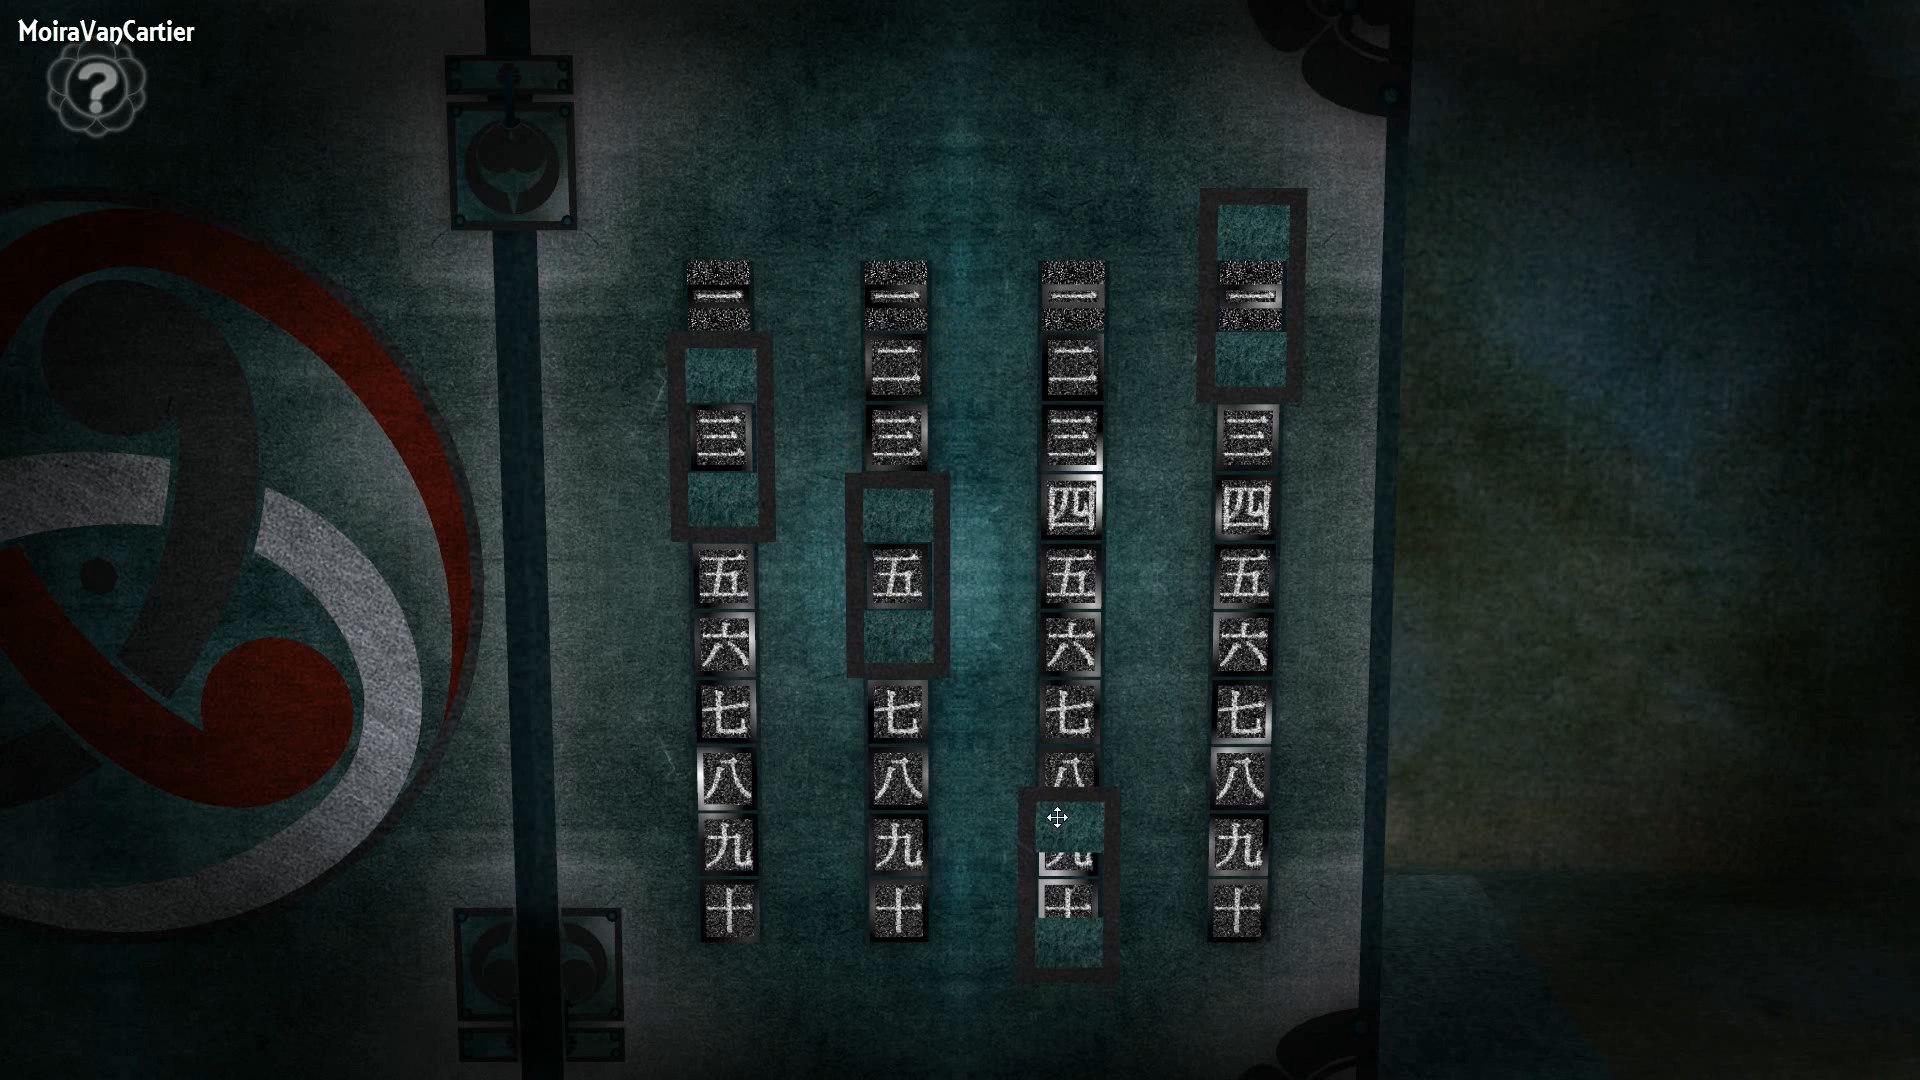 MoiraVanCartier
?
一三五六七八九十
一二三五七八九十
一二三四五六七八九十
一三四五六七八九十